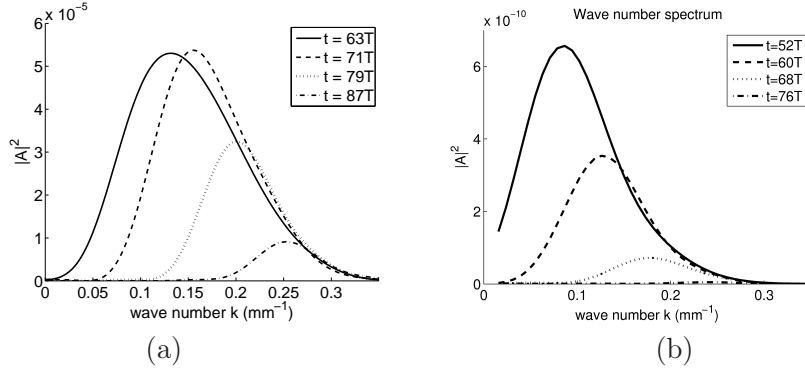 x 10⁻⁵
6
5
4
3
2
1
0
|A|²
0
0.05
0.1
0.15
0.2
0.25
0.3
wave number k (mm⁻¹)
t = 63T
t = 71T
t = 79T
t = 87T
(a)
x 10⁻¹⁰
Wave number spectrum
6
4
2
0
|A|²
0
0.1
0.2
0.3
wave number k (mm⁻¹)
t=52T
t=60T
t=68T
t=76T
(b)